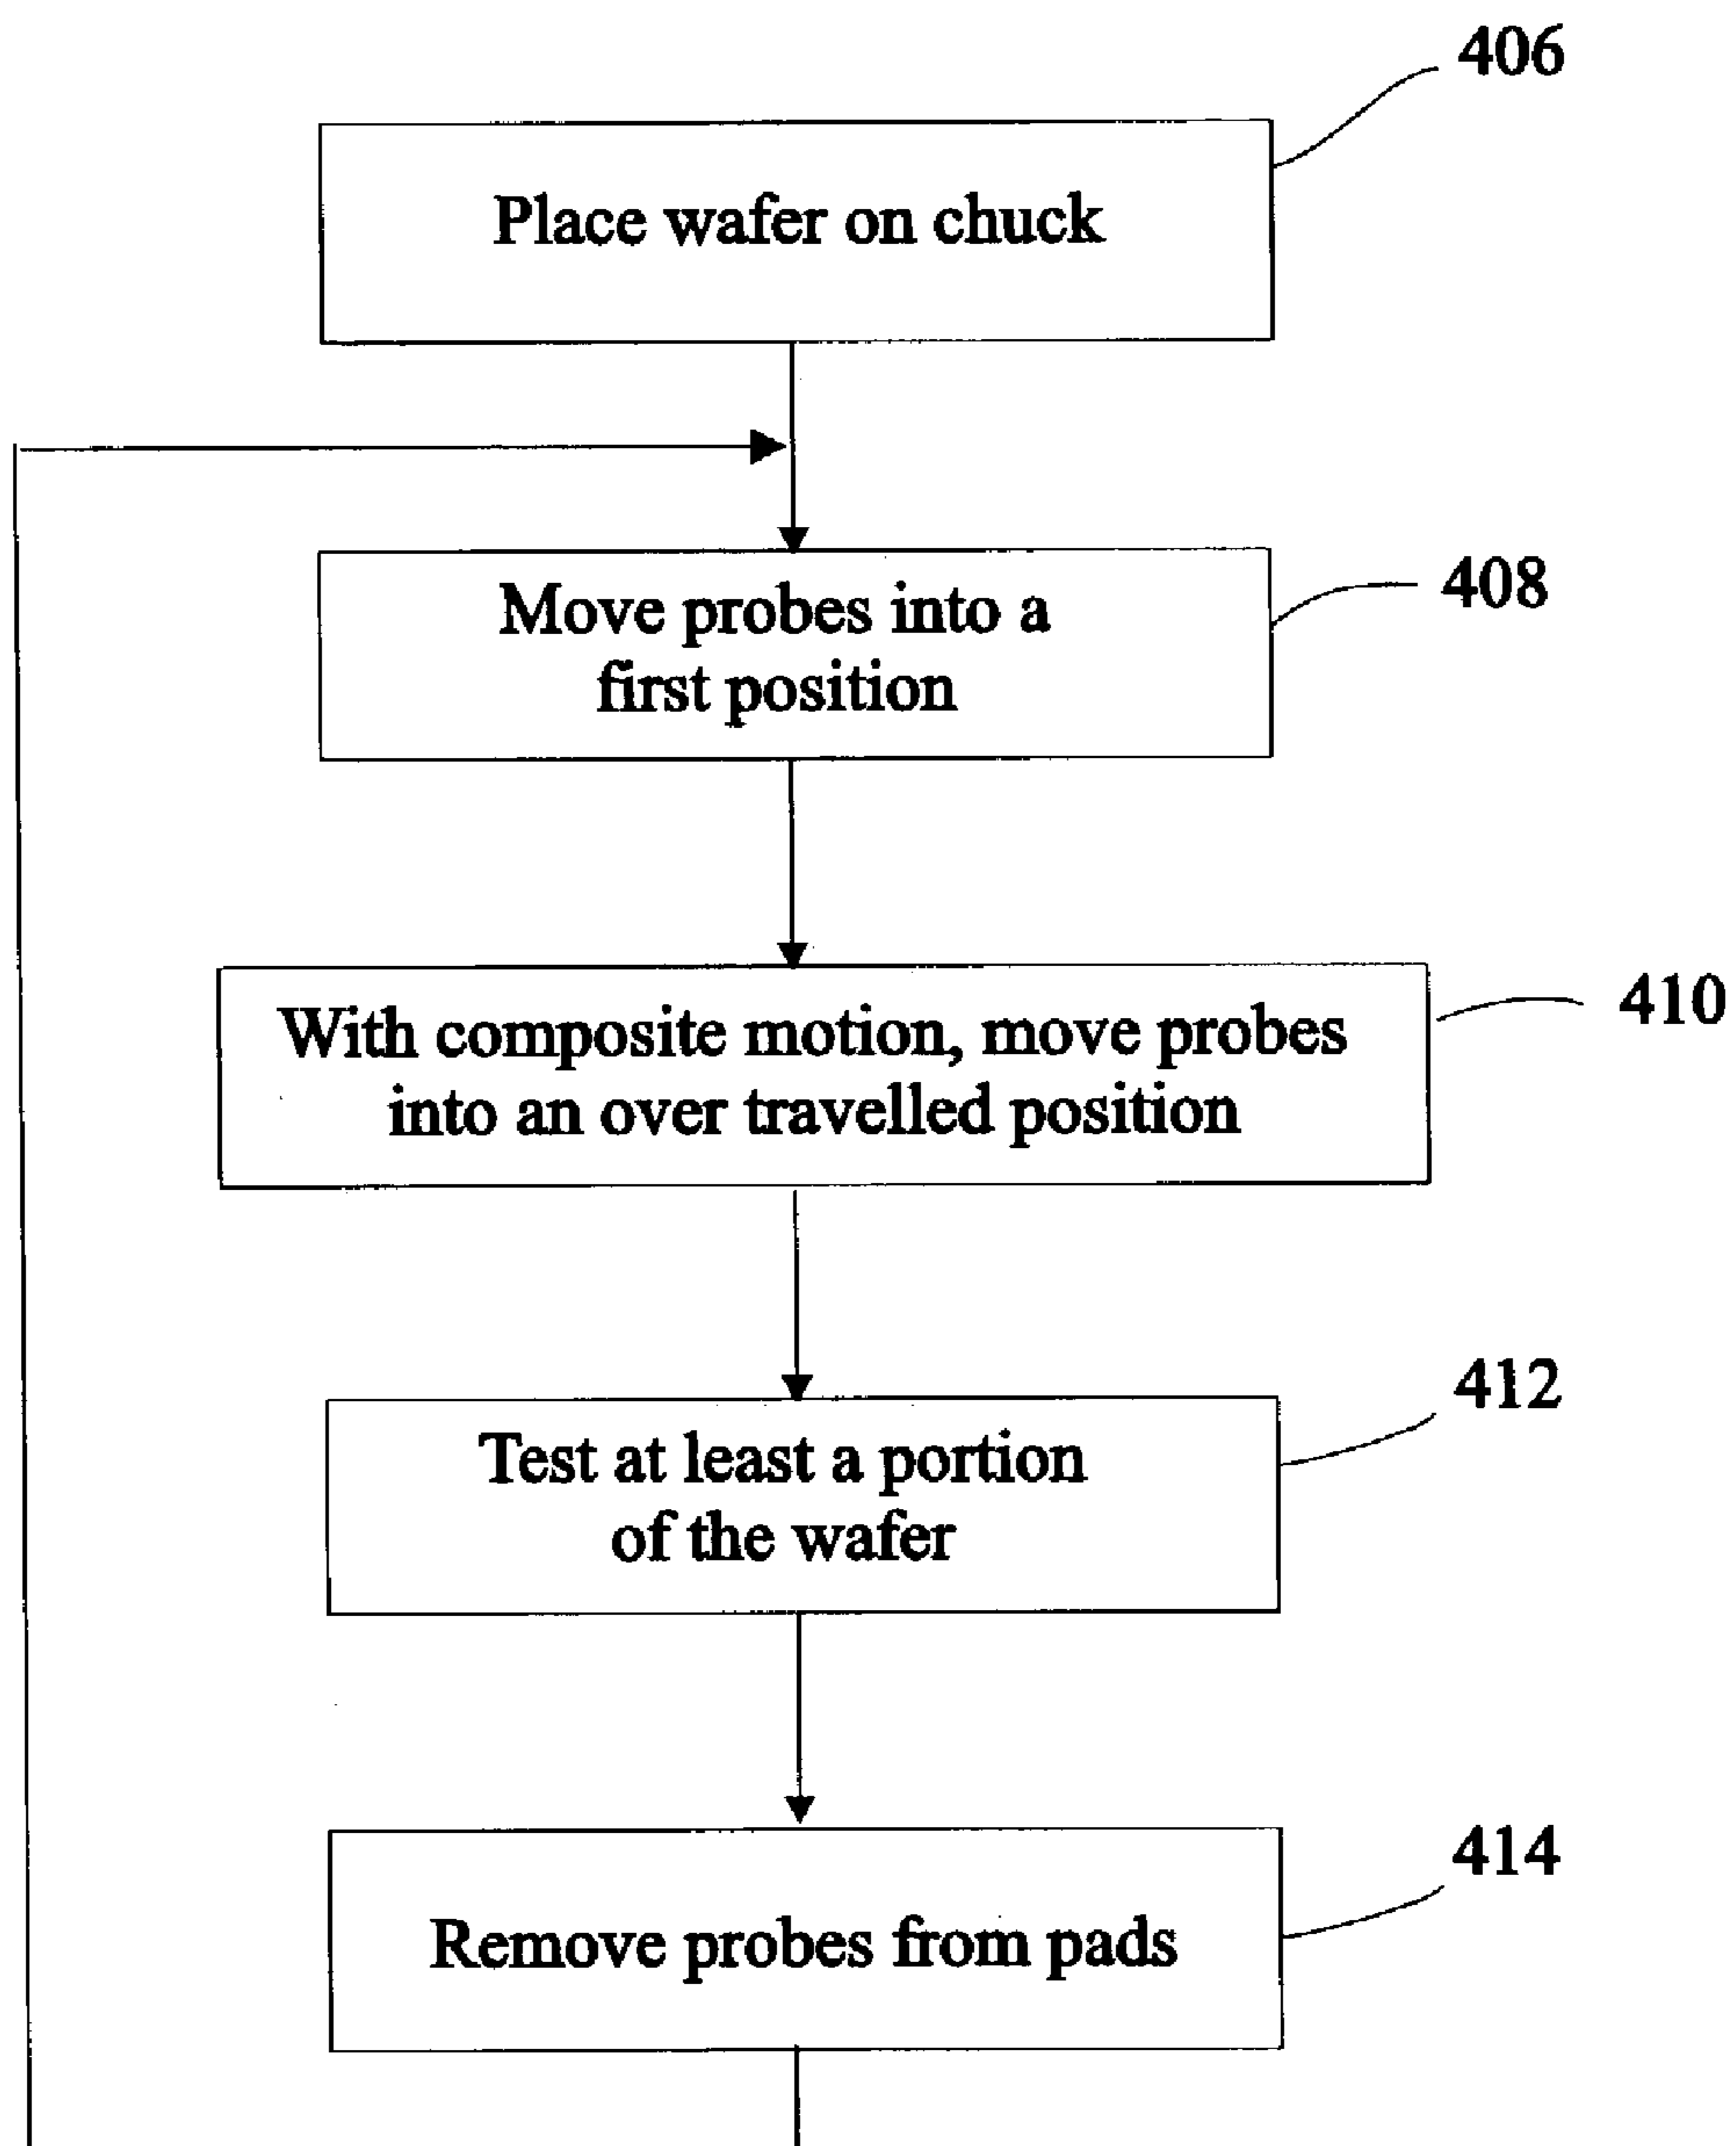 406
Place wafer on chuck
Move probes into a
first position
408
With composite motion, move probes
into an over travelled position
410
412
Test at least a portion
of the wafer
414
Remove probes from pads